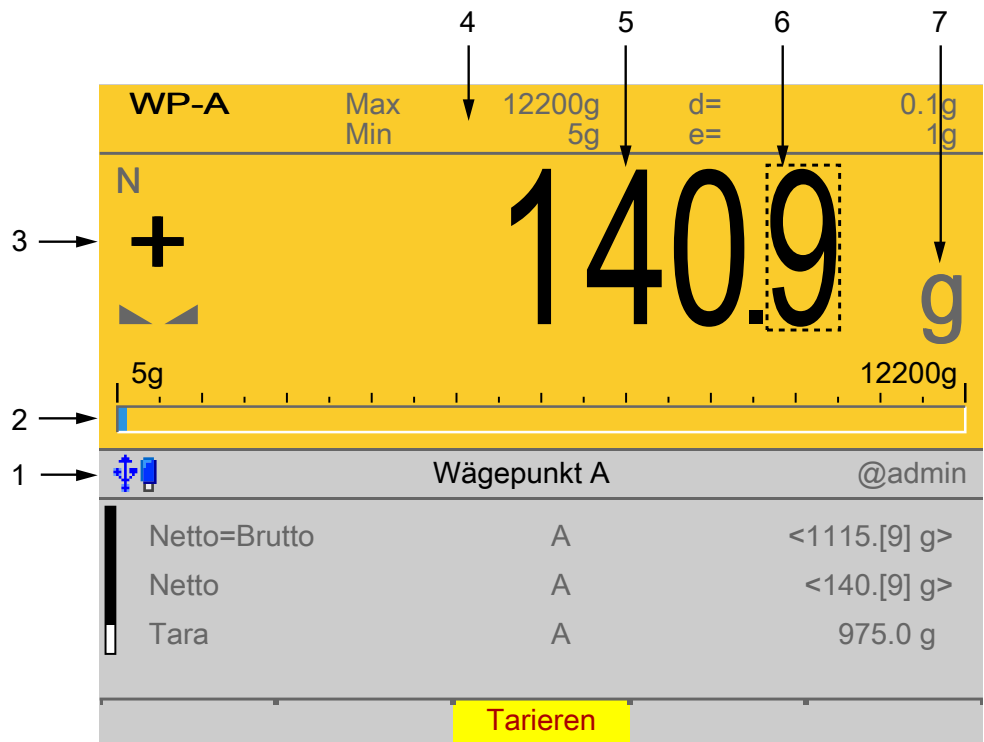 4 5 6 7
WP-A Max 12200g d= 0.1g
Min 5g e= 1g
N
3 + 140.9 g
5g 12200g
2
1 Wägepunkt A @admin
Netto=Brutto A <1115.[9] g>
Netto A <140.[9] g>
Tara A 975.0 g
Tarieren